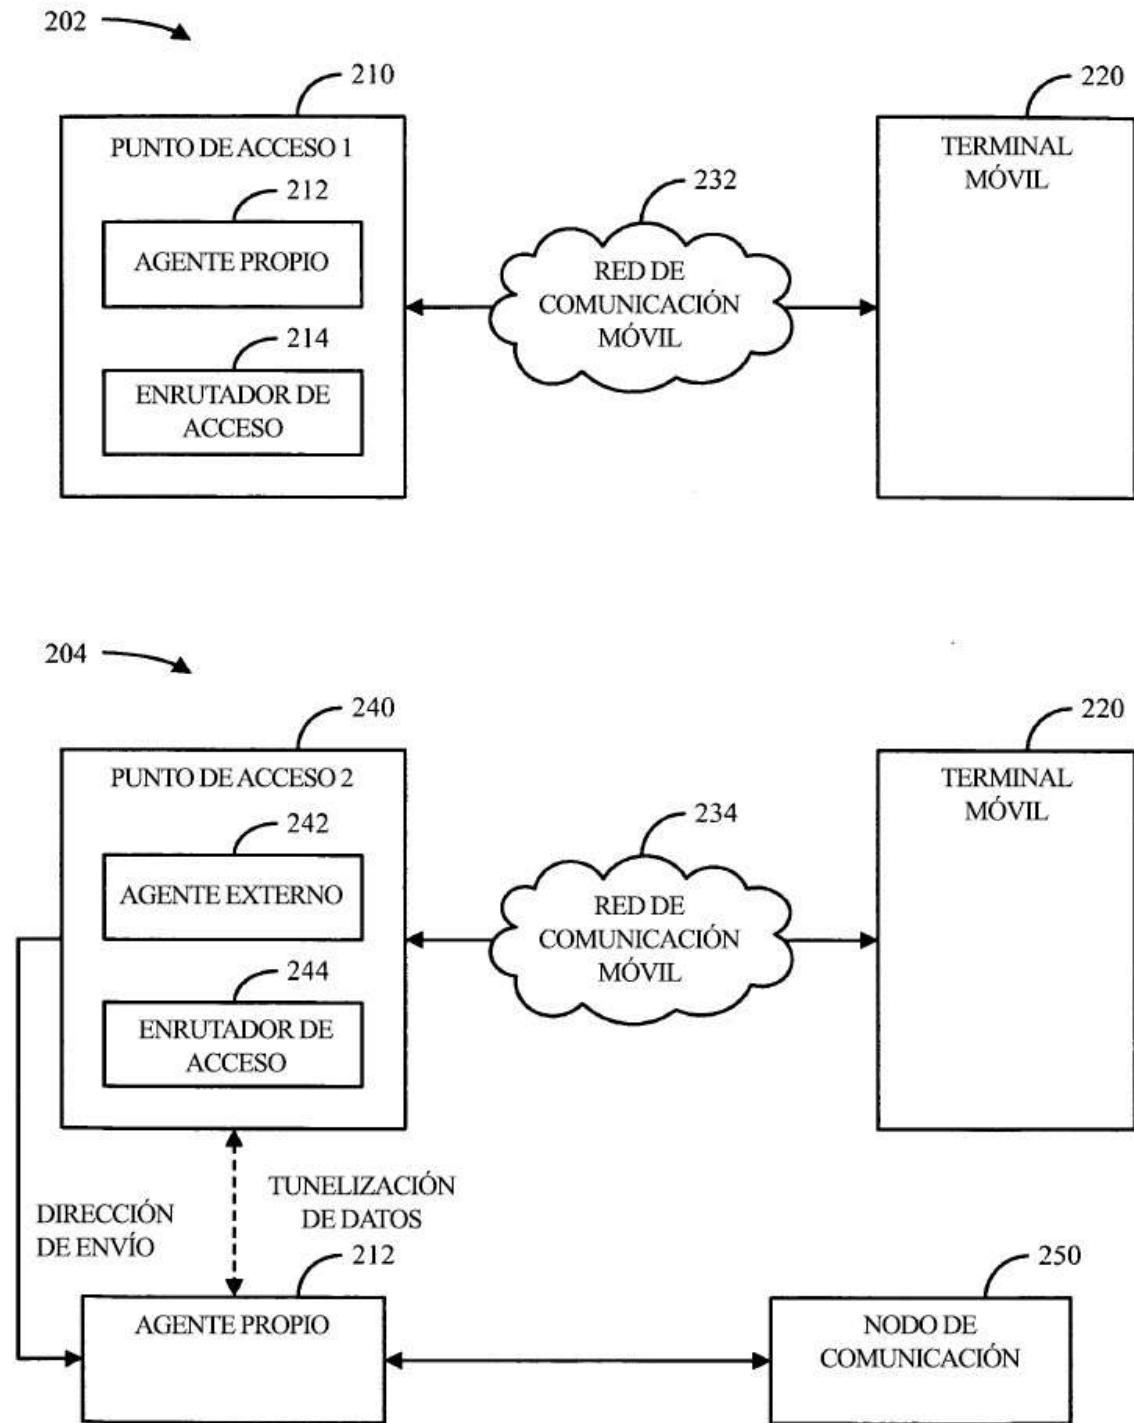 202
210
220
PUNTO DE ACCESO 1
TERMINAL
MÓVIL
212
232
AGENTE PROPIO
RED DE
COMUNICACIÓN
MÓVIL
214
ENRUTADOR DE
ACCESO
204
240
220
PUNTO DE ACCESO 2
TERMINAL
MÓVIL
242
234
AGENTE EXTERNO
RED DE
COMUNICACIÓN
MÓVIL
244
ENRUTADOR DE
ACCESO
TUNELIZACIÓN
DE DATOS
DIRECCIÓN
DE ENVÍO
212
250
AGENTE PROPIO
NODO DE
COMUNICACIÓN